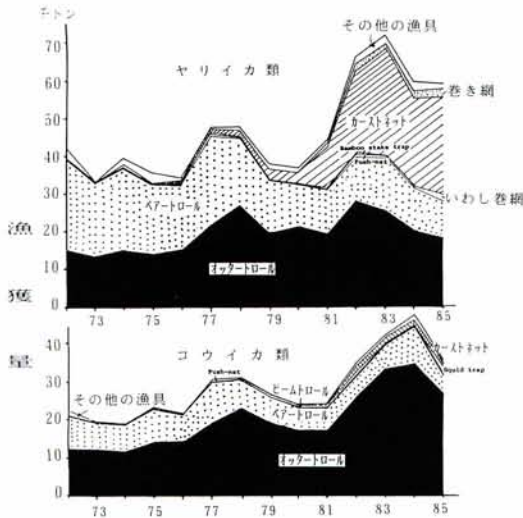 千トン
その他の漁具
70
ヤリイカ類
60
巻き網
50
カーストネット
Bamboo stake trap
40
Push-net
いわし巻網
30
ペアートロール
20
オッタートロール
10
0
73 75 77 79 81 83 85
漁獲量
コウイカ類
40
カーストネット
Push-net
Squid trap
30
ビームトロール
その他の漁具
ペアートロール
20
10
オッタートロール
0
73 75 77 79 81 83 85